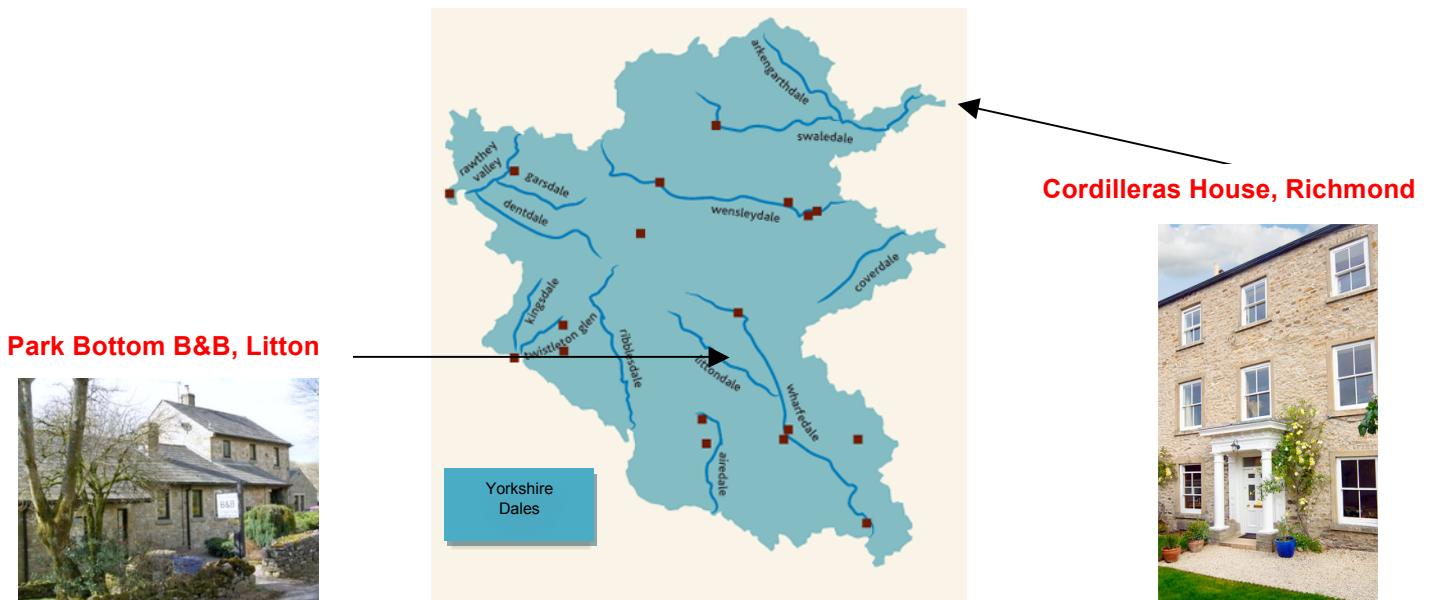 arkengarthdale
swaledale
rawthey
valley
garsdale
dentdale
wensleydale
coverdale
Cordilleras House, Richmond
kingsdale
twistleton glen
ribblesdale
Park Bottom B&B, Litton
littondale
wharfedale
airedale
B&B
Yorkshire
Dales